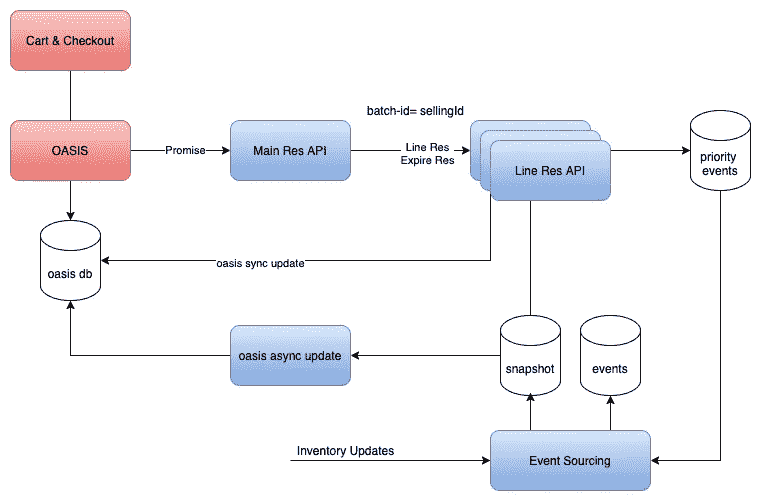 Cart & Checkout
batch-id= sellingId
OASIS
Promise
Main Res API
Line Res
Expire Res
Line Res API
priority
events
oasis db
oasis sync update
oasis async update
snapshot
events
Inventory Updates
Event Sourcing